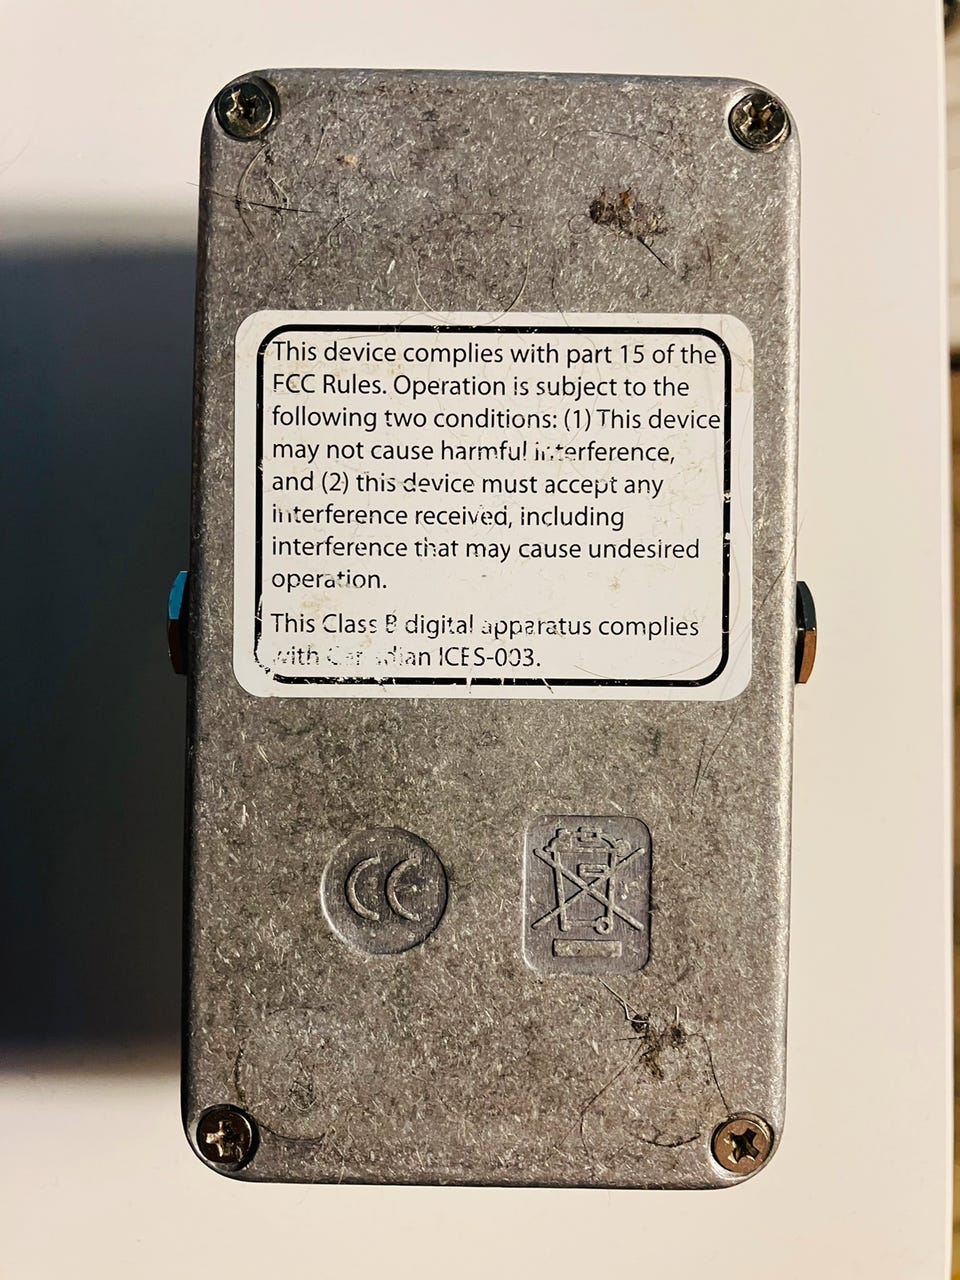 This device complies with part 15 of the
FCC Rules. Operation is subject to the
following two conditions: (1) This device
may not cause harmful interference,
and (2) this device must accept any
interference received, including
interference that may cause undesired
operation.
This Class B digital apparatus complies
with Canadian ICES-003.
CE